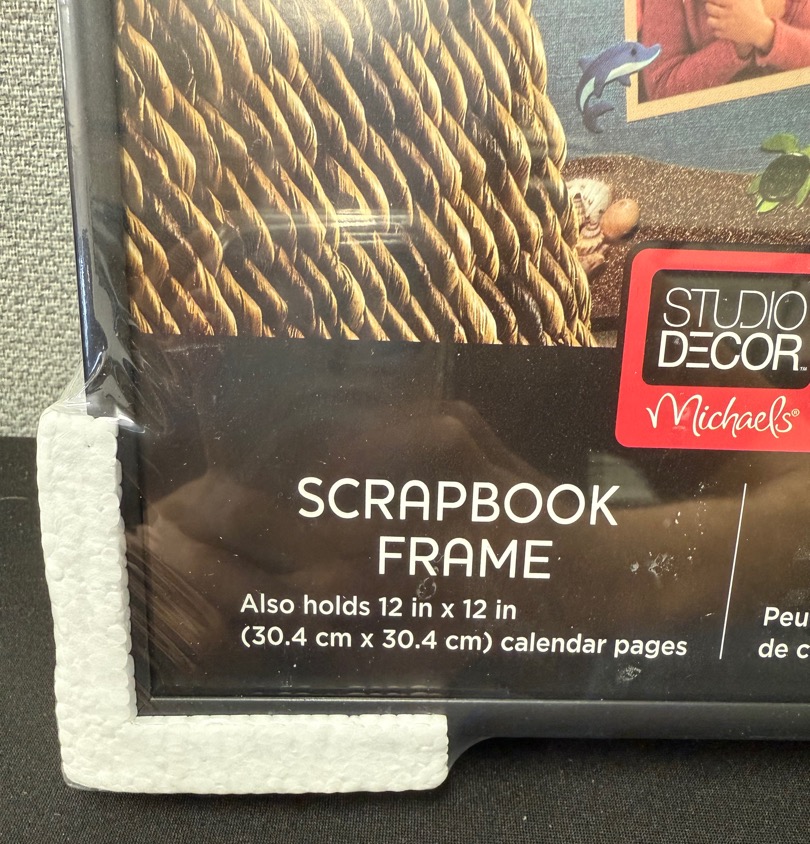 STUDIO
DECOR™
Michaels®
SCRAPBOOK
FRAME
Also holds 12 in x 12 in
(30.4 cm x 30.4 cm) calendar pages
Peu
de c